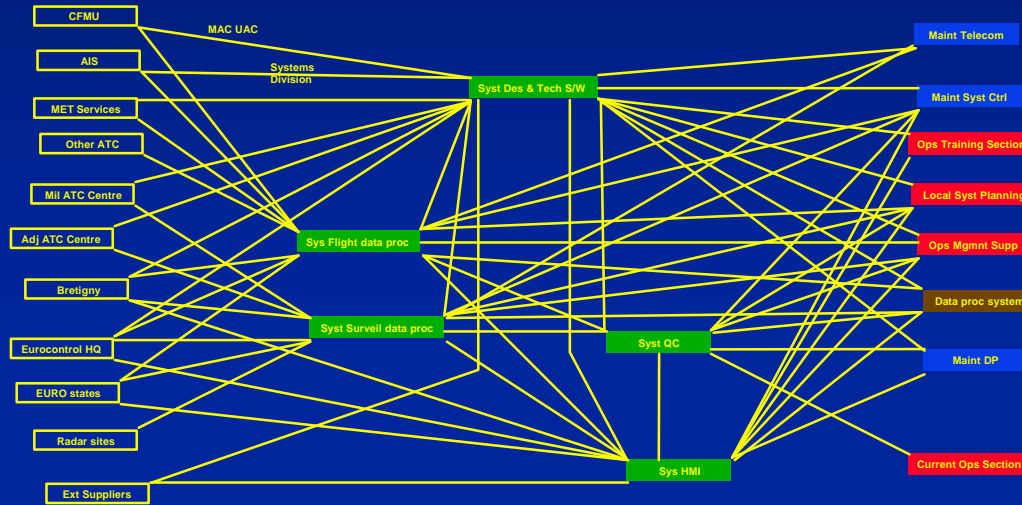 CFMU
MAC UAC
Maint Telecom
AIS
Systems
Division
Syst Des & Tech S/W
MET Services
Maint Syst Ctrl
Other ATC
Ops Training Section
Mil ATC Centre
Local Syst Planning
Adj ATC Centre
Sys Flight data proc
Ops Mgmnt Supp
Bretigny
Data proc system
Syst Surveil data proc
Eurocontrol HQ
Syst QC
Maint DP
EURO states
Radar sites
Current Ops Section
Sys HMI
Ext Suppliers